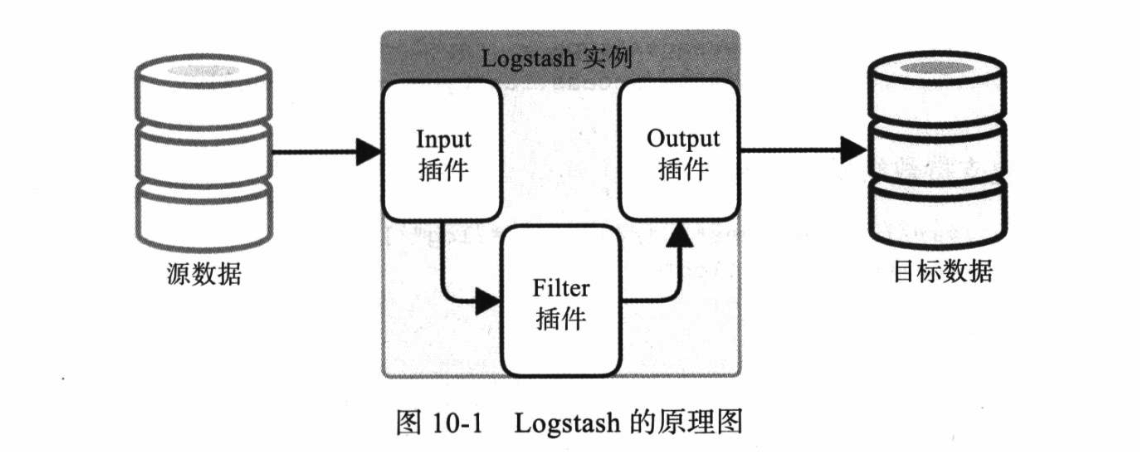 Logstash 实例
Input
插件
Output
插件
Filter
插件
源数据
目标数据
图 10-1 Logstash 的原理图